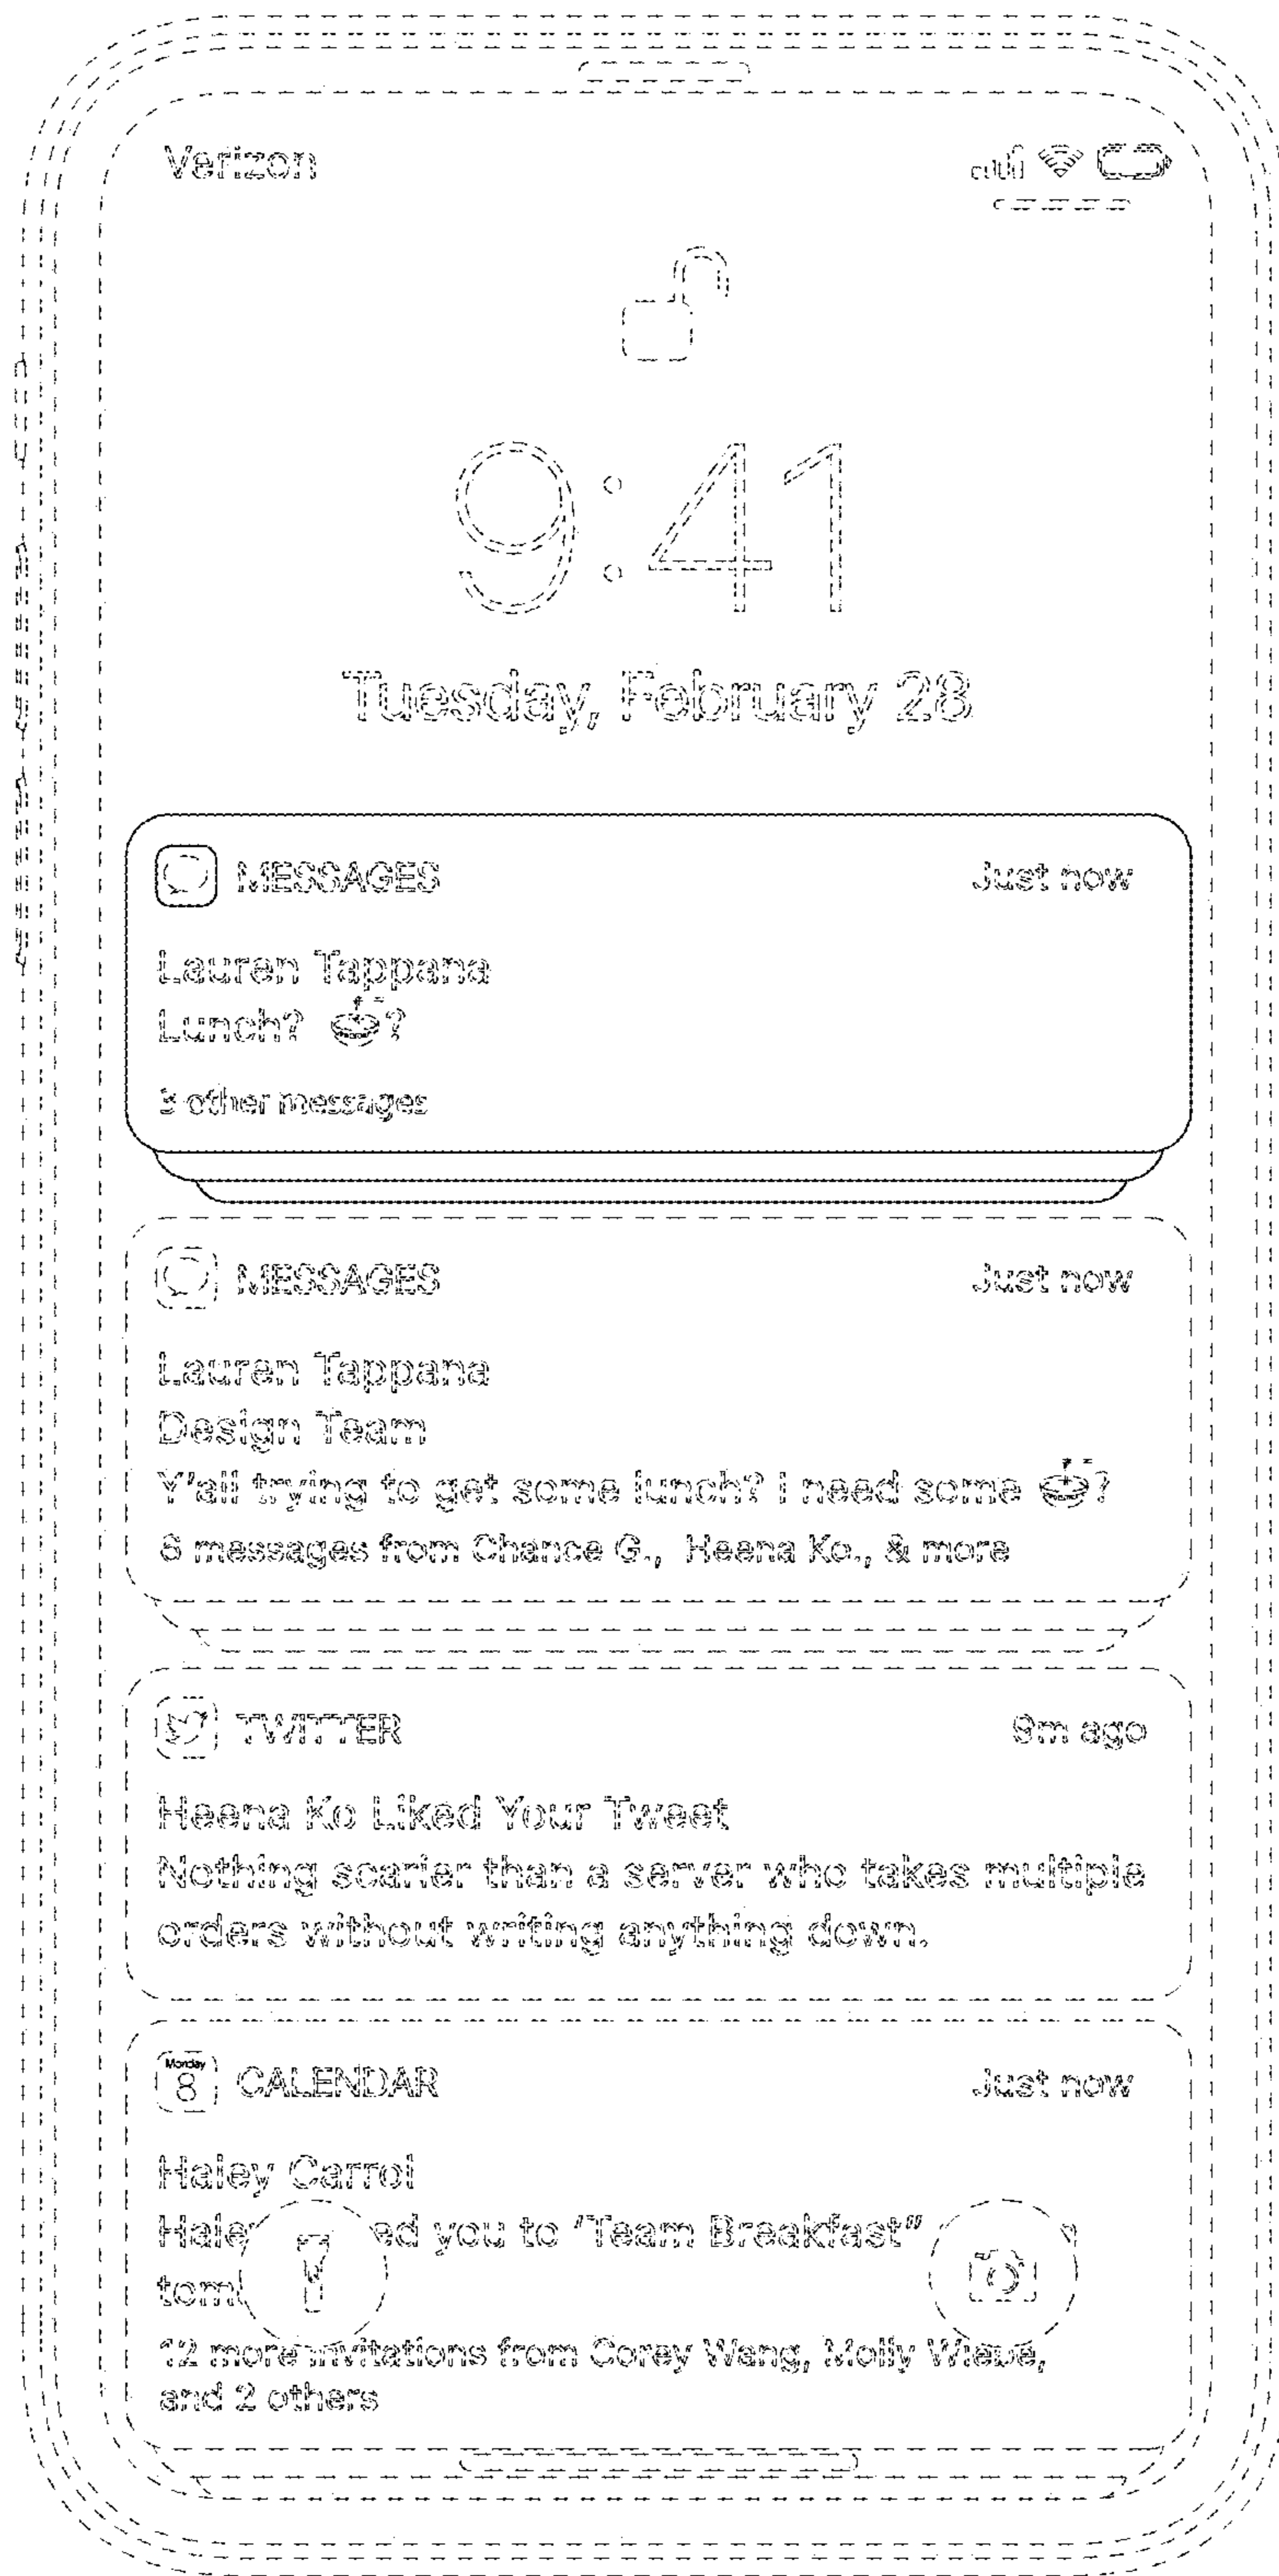 Verizon
9:41
Tuesday, February 28
MESSAGES Just now
Lauren Tappana
Lunch? ?
3 other messages
MESSAGES Just now
Lauren Tappana
Design Team
Y'all trying to get some lunch? I need some ?
6 messages from Chance G., Heena Ko., & more
TWITTER 9m ago
Heena Ko Liked Your Tweet
Nothing scarier than a server who takes multiple
orders without writing anything down.
Monday
8
CALENDAR Just now
Haley Carrol
you to "Team Breakfast"
12 more invitations from Corey Wang, Molly Wiebe,
and 2 others